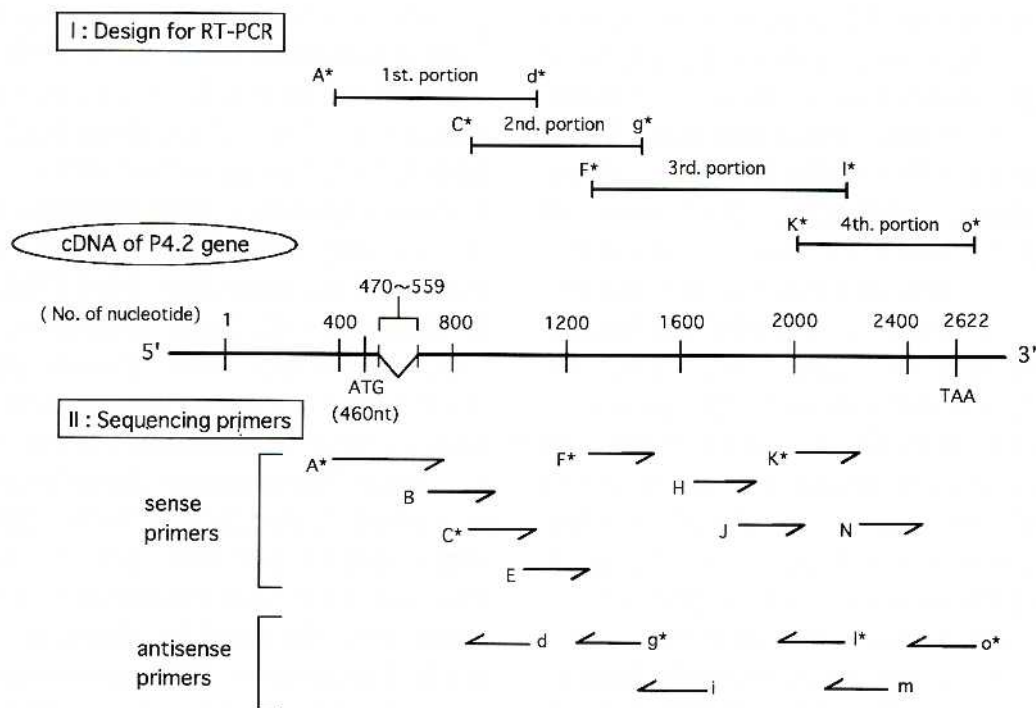 I : Design for RT-PCR
A* 1st. portion d*
C* 2nd. portion g*
F* 3rd. portion l*
K* 4th. portion o*
cDNA of P4.2 gene
470~559
( No. of nucleotide) 1 400 800 1200 1600 2000 2400 2622
5' 3'
ATG TAA
(460nt)
II : Sequencing primers
A* F* K*
B H
sense
primers
C* J N
E
antisense
primers
d g* l* o*
i m